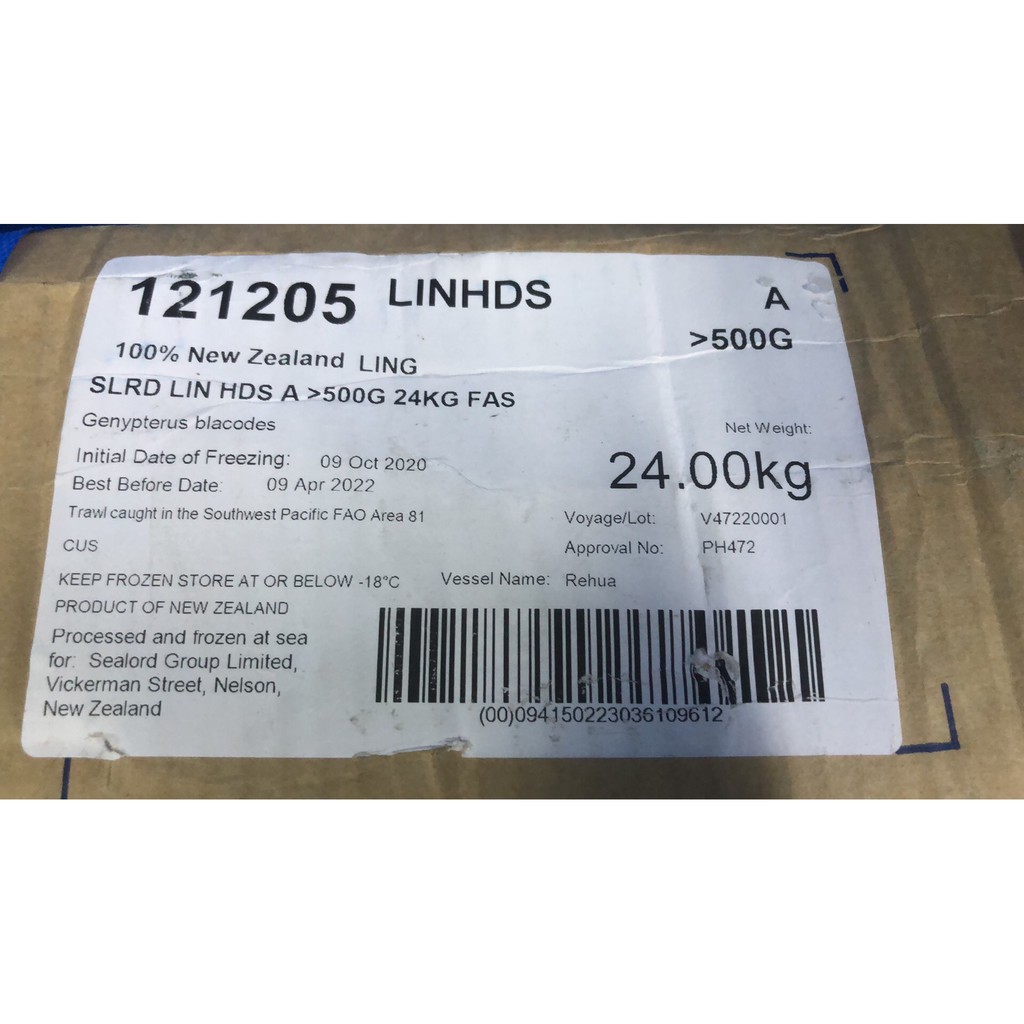 121205 LINHDS A
>500G
100% New Zealand LING
SLRD LIN HDS A >500G 24KG FAS
Genypterus blacodes
Net Weight:
24.00kg
Initial Date of Freezing: 09 Oct 2020
Best Before Date: 09 Apr 2022
Trawl caught in the Southwest Pacific FAO Area 81
Voyage/Lot: V47220001
CUS
Approval No: PH472
KEEP FROZEN STORE AT OR BELOW -18°C
Vessel Name: Rehua
PRODUCT OF NEW ZEALAND
Processed and frozen at sea
for: Sealord Group Limited,
Vickerman Street, Nelson,
New Zealand
(00)094150223036109612